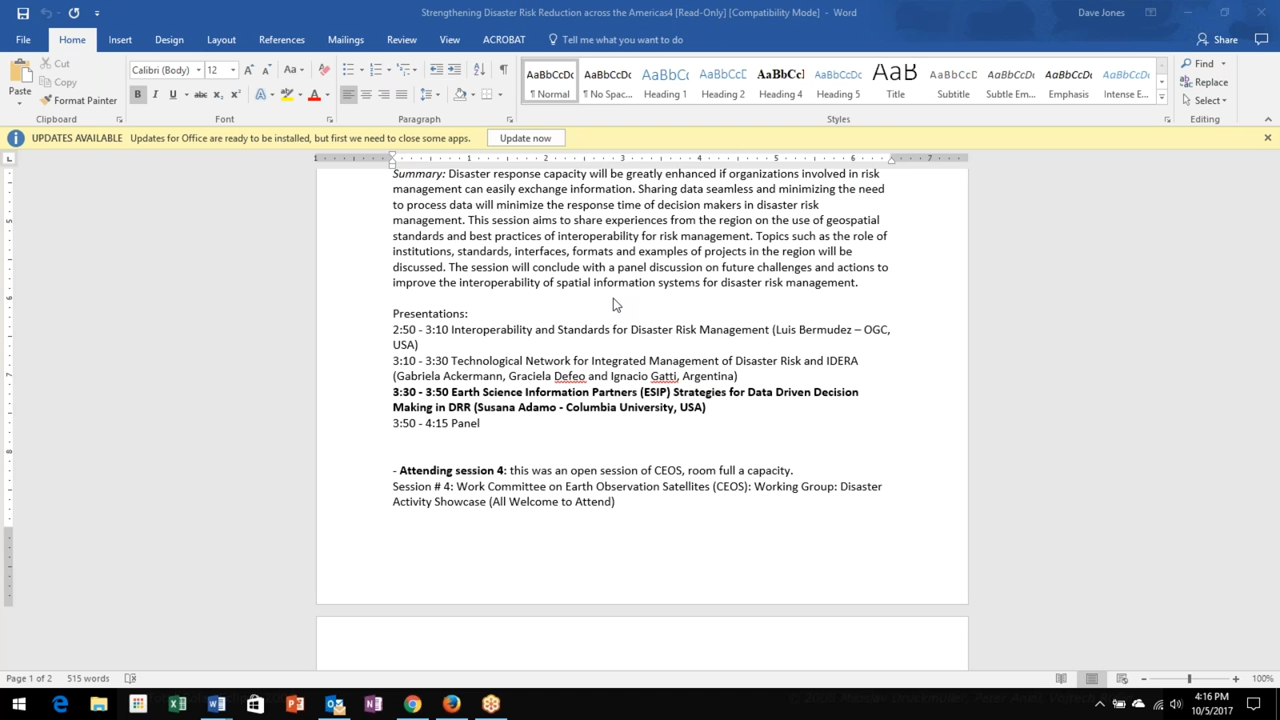 Strengthening Disaster Risk Reduction across the Americas4 [Read-Only] [Compatibility Mode] - Word
Dave Jones
File Home Insert Design Layout References Mailings Review View ACROBAT Tell me what you want to do Share
Cut
Copy
Format Painter
Paste
Calibri (Body) 12
Clipboard Font Paragraph Styles Editing
AaBbCcDc AaBbCcDc AaBbCc AaBbCcC AaBbCcI AaBbCcDc AaB AaBbCcD AaBbCcDc AaBbCcDc AaBbCcDc
¶ Normal ¶ No Spac... Heading 1 Heading 2 Heading 4 Heading 5 Title Subtitle Subtle Em... Emphasis Intense E...
Find
Replace
Select
UPDATES AVAILABLE Updates for Office are ready to be installed, but first we need to close some apps. Update now
Summary: Disaster response capacity will be greatly enhanced if organizations involved in risk
management can easily exchange information. Sharing data seamless and minimizing the need
to process data will minimize the response time of decision makers in disaster risk
management. This session aims to share experiences from the region on the use of geospatial
standards and best practices of interoperability for risk management. Topics such as the role of
institutions, standards, interfaces, formats and examples of projects in the region will be
discussed. The session will conclude with a panel discussion on future challenges and actions to
improve the interoperability of spatial information systems for disaster risk management.
Presentations:
2:50 - 3:10 Interoperability and Standards for Disaster Risk Management (Luis Bermudez – OGC,
USA)
3:10 - 3:30 Technological Network for Integrated Management of Disaster Risk and IDERA
(Gabriela Ackerman, Graciela Defeo and Ignacio Gatti, Argentina)
3:30 - 3:50 Earth Science Information Partners (ESIP) Strategies for Data Driven Decision
Making in DRR (Susana Adamo - Columbia University, USA)
3:50 - 4:15 Panel
- Attending session 4: this was an open session of CEOS, room full a capacity.
Session # 4: Work Committee on Earth Observation Satellites (CEOS): Working Group: Disaster
Activity Showcase (All Welcome to Attend)
Page 1 of 2 515 words 100%
4:16 PM
10/5/2017